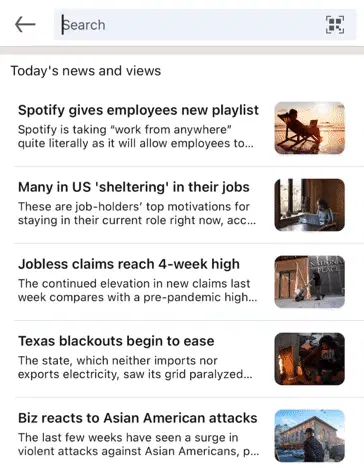 Search
Today's news and views
Spotify gives employees new playlist
Spotify is taking “work from anywhere”
quite literally as it will allow employees to...
Many in US 'sheltering' in their jobs
These are job-holders’ top motivations for
staying in their current role right now, acc...
Jobless claims reach 4-week high
The continued elevation in new claims last
week compares with a pre-pandemic high...
NATIONS
PLACE
Texas blackouts begin to ease
The state, which neither imports nor
exports electricity, saw its grid paralyzed...
Biz reacts to Asian American attacks
The last few weeks have seen a surge in
violent attacks against Asian Americans, p...